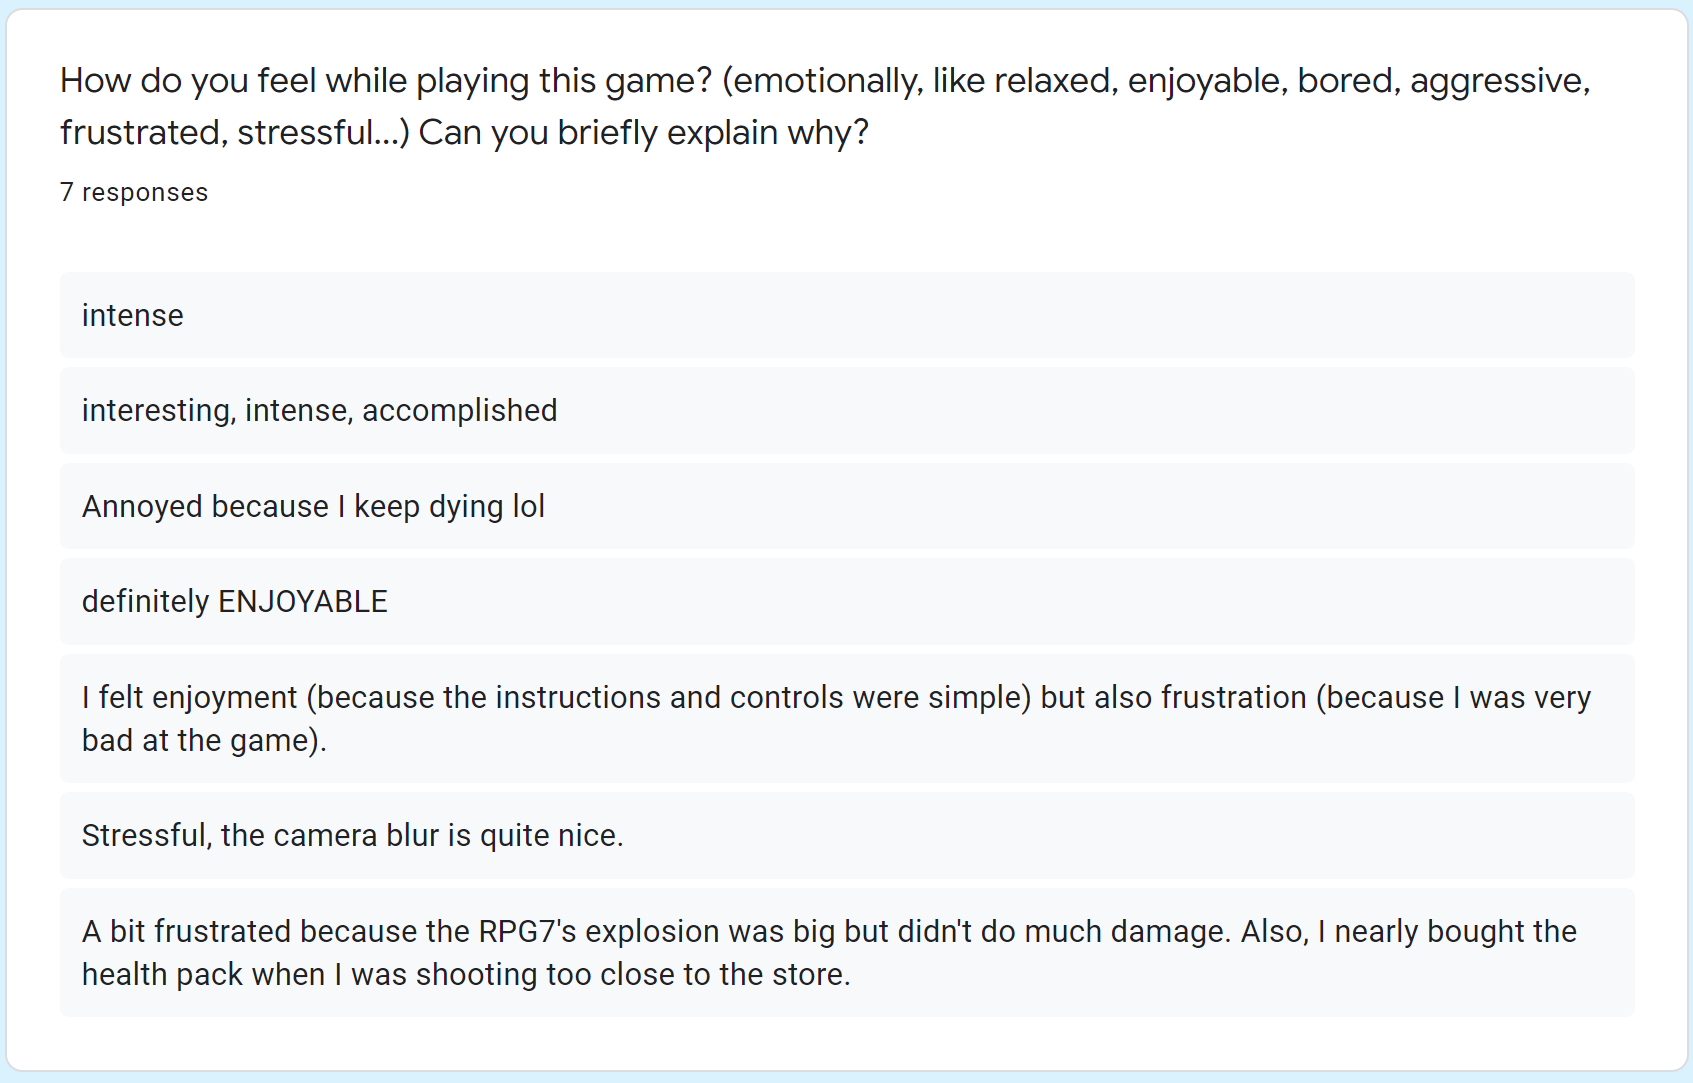 How do you feel while playing this game? (emotionally, like relaxed, enjoyable, bored, aggressive,
frustrated, stressful...) Can you briefly explain why?
7 responses
intense
interesting, intense, accomplished
Annoyed because I keep dying lol
definitely ENJOYABLE
I felt enjoyment (because the instructions and controls were simple) but also frustration (because I was very
bad at the game).
Stressful, the camera blur is quite nice.
A bit frustrated because the RPG7's explosion was big but didn't do much damage. Also, I nearly bought the
health pack when I was shooting too close to the store.